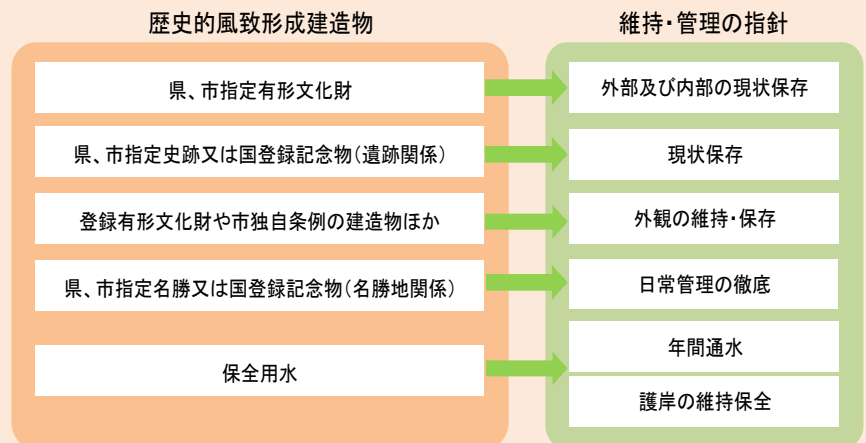 歴史的風致形成建造物
維持・管理の指針
県、市指定有形文化財
外部及び内部の現状保存
県、市指定史跡又は国登録記念物(遺跡関係)
現状保存
登録有形文化財や市独自条例の建造物ほか
外観の維持・保存
県、市指定名勝又は国登録記念物(名勝地関係)
日常管理の徹底
保全用水
年間通水
護岸の維持保全